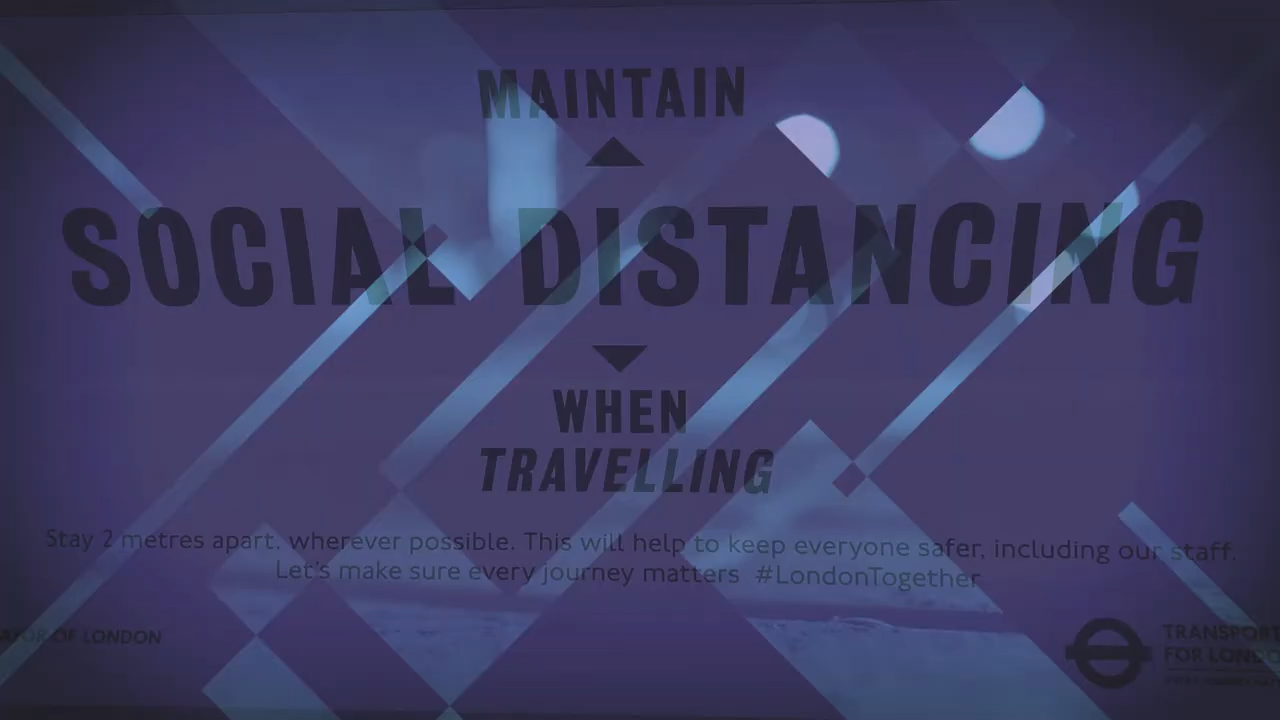 MAINTAIN
SOCIAL DISTANCING
WHEN
TRAVELLING
Stay 2 metres apart, wherever possible. This will help to keep everyone safer, including our staff.
Let's make sure every journey matters #LondonTogether
OF LONDON
TRANSPORT
FOR LONDON